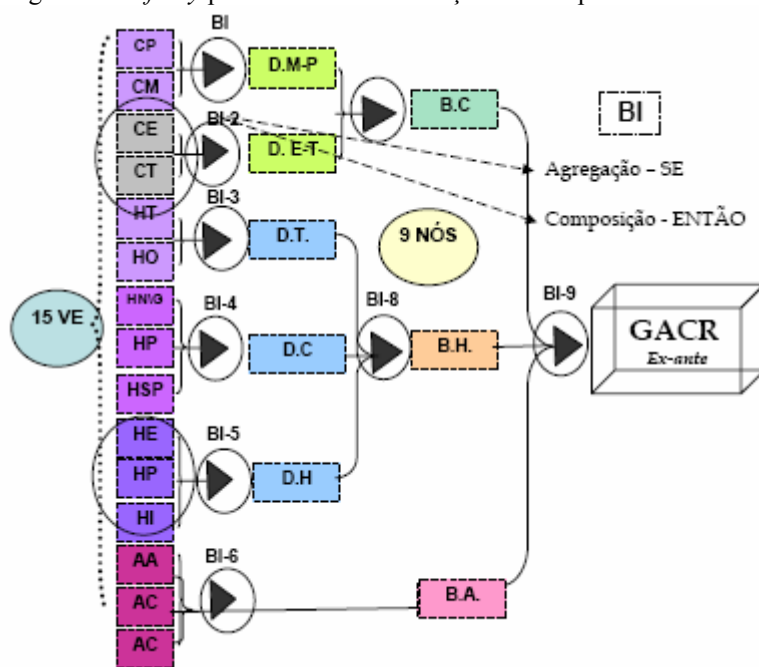 CP
CM
CE
CT
HT
HO
HN\G
HP
HSP
HE
HP
HI
AA
AC
AC
15 VE
BI
BI-2
BI-3
BI-4
BI-5
BI-6
D.M-P
D. E-T
D.T.
D.C
D.H
9 NÓS
BI-8
B.C
B.H.
B.A.
BI-9
BI
Agregação – SE
Composição - ENTÃO
GACR
Ex-ante